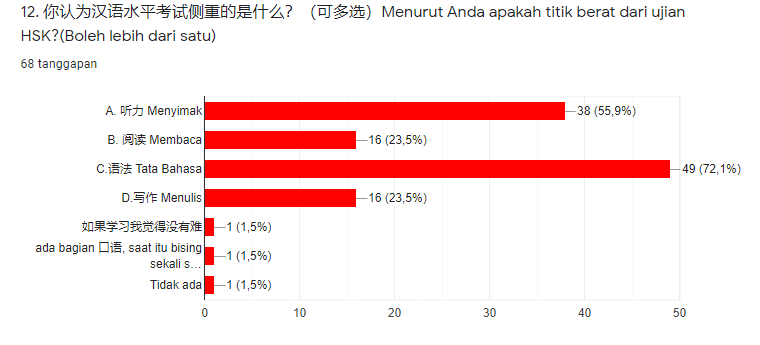 12. 你认为汉语水平考试侧重的是什么？（可多选）Menurut Anda apakah titik berat dari ujian
HSK?(Boleh lebih dari satu)
68 tanggapan
A. 听力 Menyimak 38 (55,9%)
B. 阅读 Membaca 16 (23,5%)
C.语法 Tata Bahasa 49 (72,1%)
D.写作 Menulis 16 (23,5%)
如果学习我觉得没有难 1 (1,5%)
ada bagian 口语, saat itu bising
sekali s… 1 (1,5%)
Tidak ada 1 (1,5%)
0 10 20 30 40 50